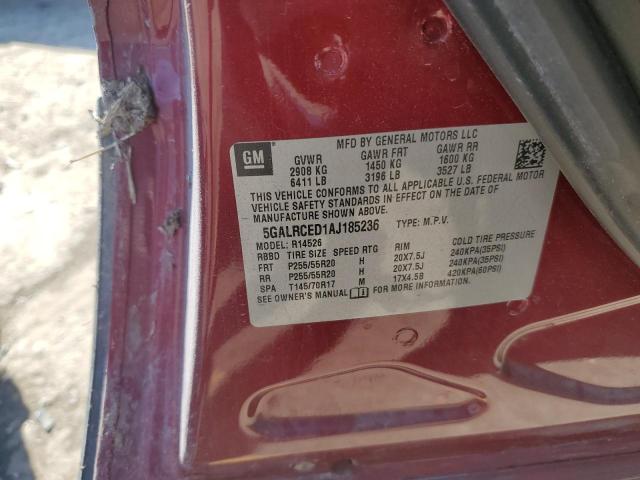 GM
MFD BY GENERAL MOTORS LLC
GVWR GAWR FRT GAWR RR
2908 KG 1450 KG 1600 KG
6411 LB 3196 LB 3527 LB
THIS VEHICLE CONFORMS TO ALL APPLICABLE U.S. FEDERAL MOTOR
VEHICLE SAFETY STANDARDS IN EFFECT ON THE DATE OF
MANUFACTURE SHOWN ABOVE.
5GALRCED1AJ185236 TYPE: M.P.V.
MODEL: R14526
RBBD TIRE SIZE SPEED RTG RIM COLD TIRE PRESSURE
FRT P255/55R20 H 20X7.5J 240KPA(35PSI)
RR P255/55R20 H 20X7.5J 240KPA(35PSI)
SPA T145/70R17 M 17X4.5B 420KPA(60PSI)
SEE OWNER'S MANUAL FOR MORE INFORMATION.